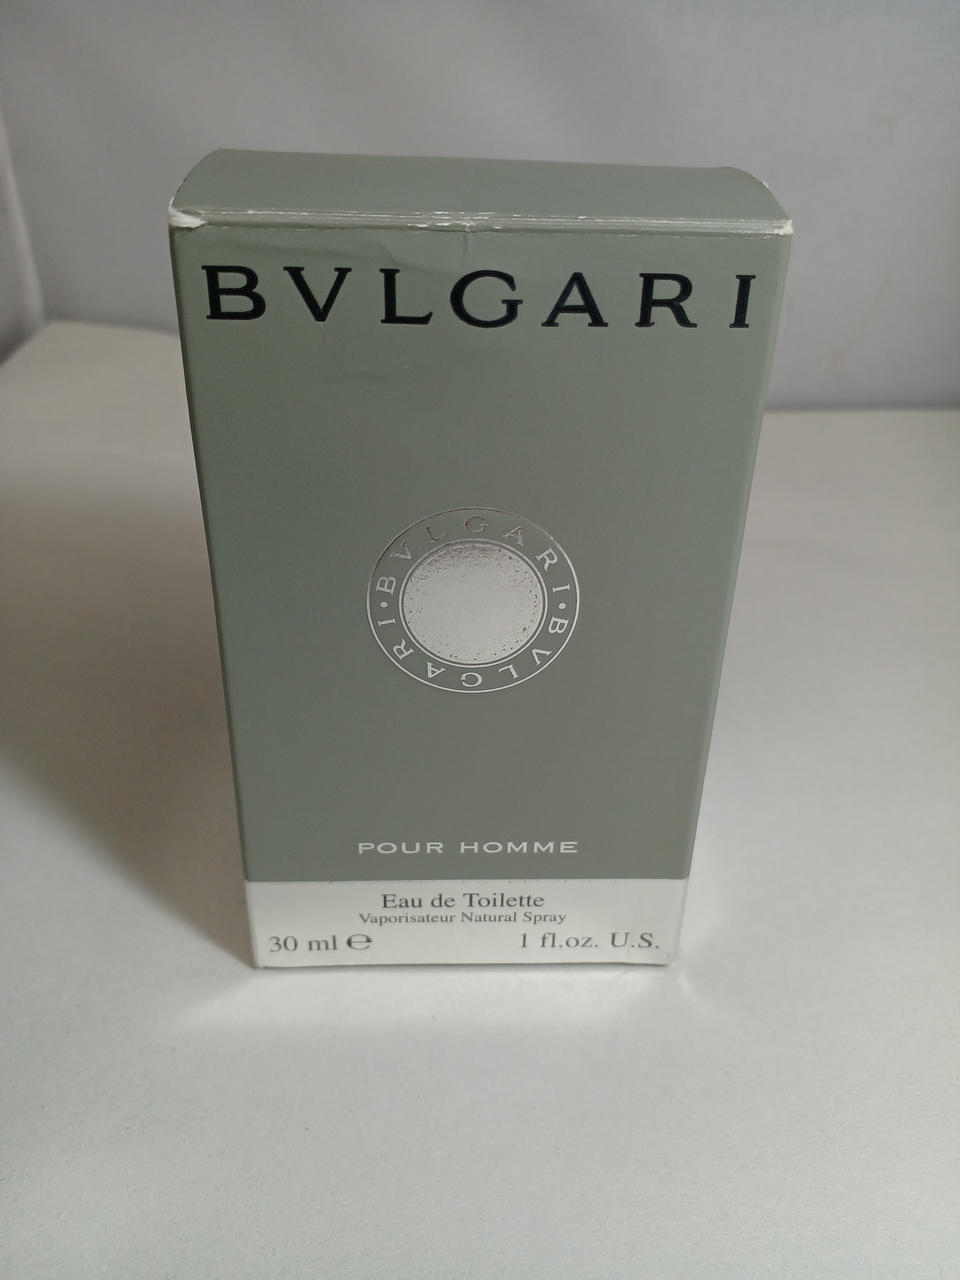 BVLGARI
BVLGARI • BVLGARI •
POUR HOMME
Eau de Toilette
Vaporisateur Natural Spray
30 ml ℮ 1 fl.oz. U.S.